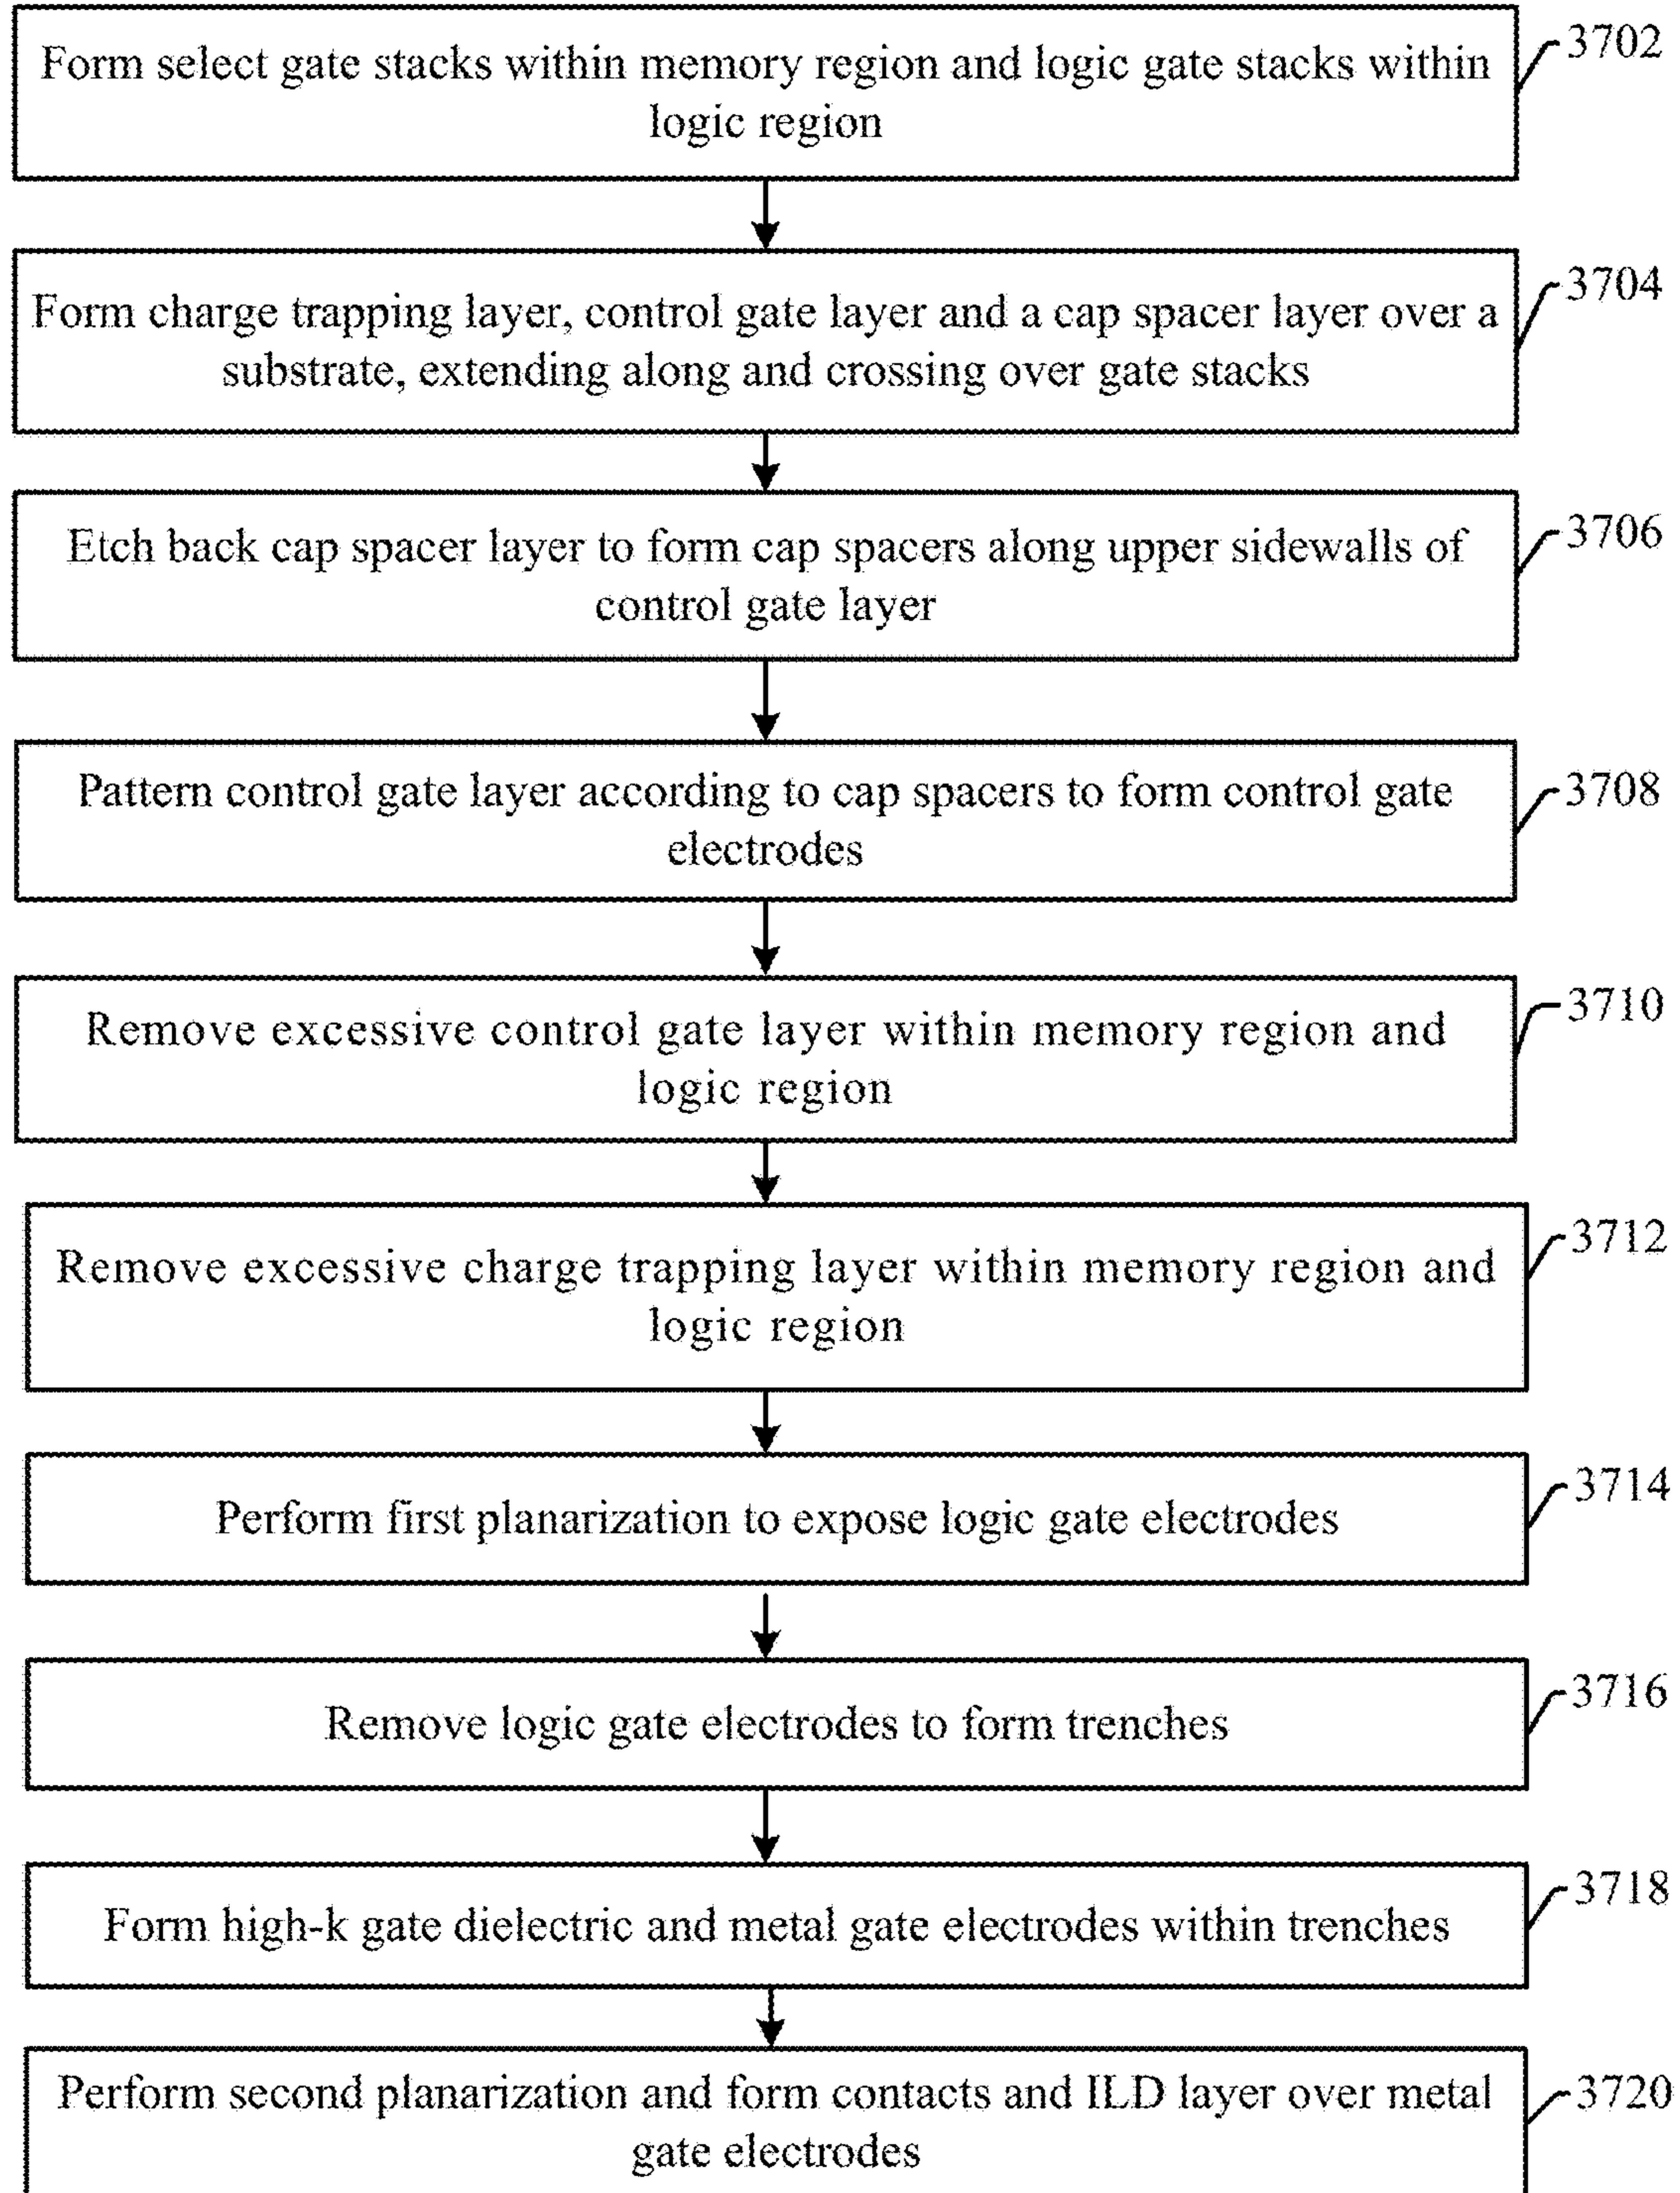 Form select gate stacks within memory region and logic gate stacks within
logic region
3702
Form charge trapping layer, control gate layer and a cap spacer layer over a
substrate, extending along and crossing over gate stacks
3704
Etch back cap spacer layer to form cap spacers along upper sidewalls of
control gate layer
3706
Pattern control gate layer according to cap spacers to form control gate
electrodes
3708
Remove excessive control gate layer within memory region and
logic region
3710
Remove excessive charge trapping layer within memory region and
logic region
3712
Perform first planarization to expose logic gate electrodes
3714
Remove logic gate electrodes to form trenches
3716
Form high-k gate dielectric and metal gate electrodes within trenches
3718
Perform second planarization and form contacts and ILD layer over metal
gate electrodes
3720